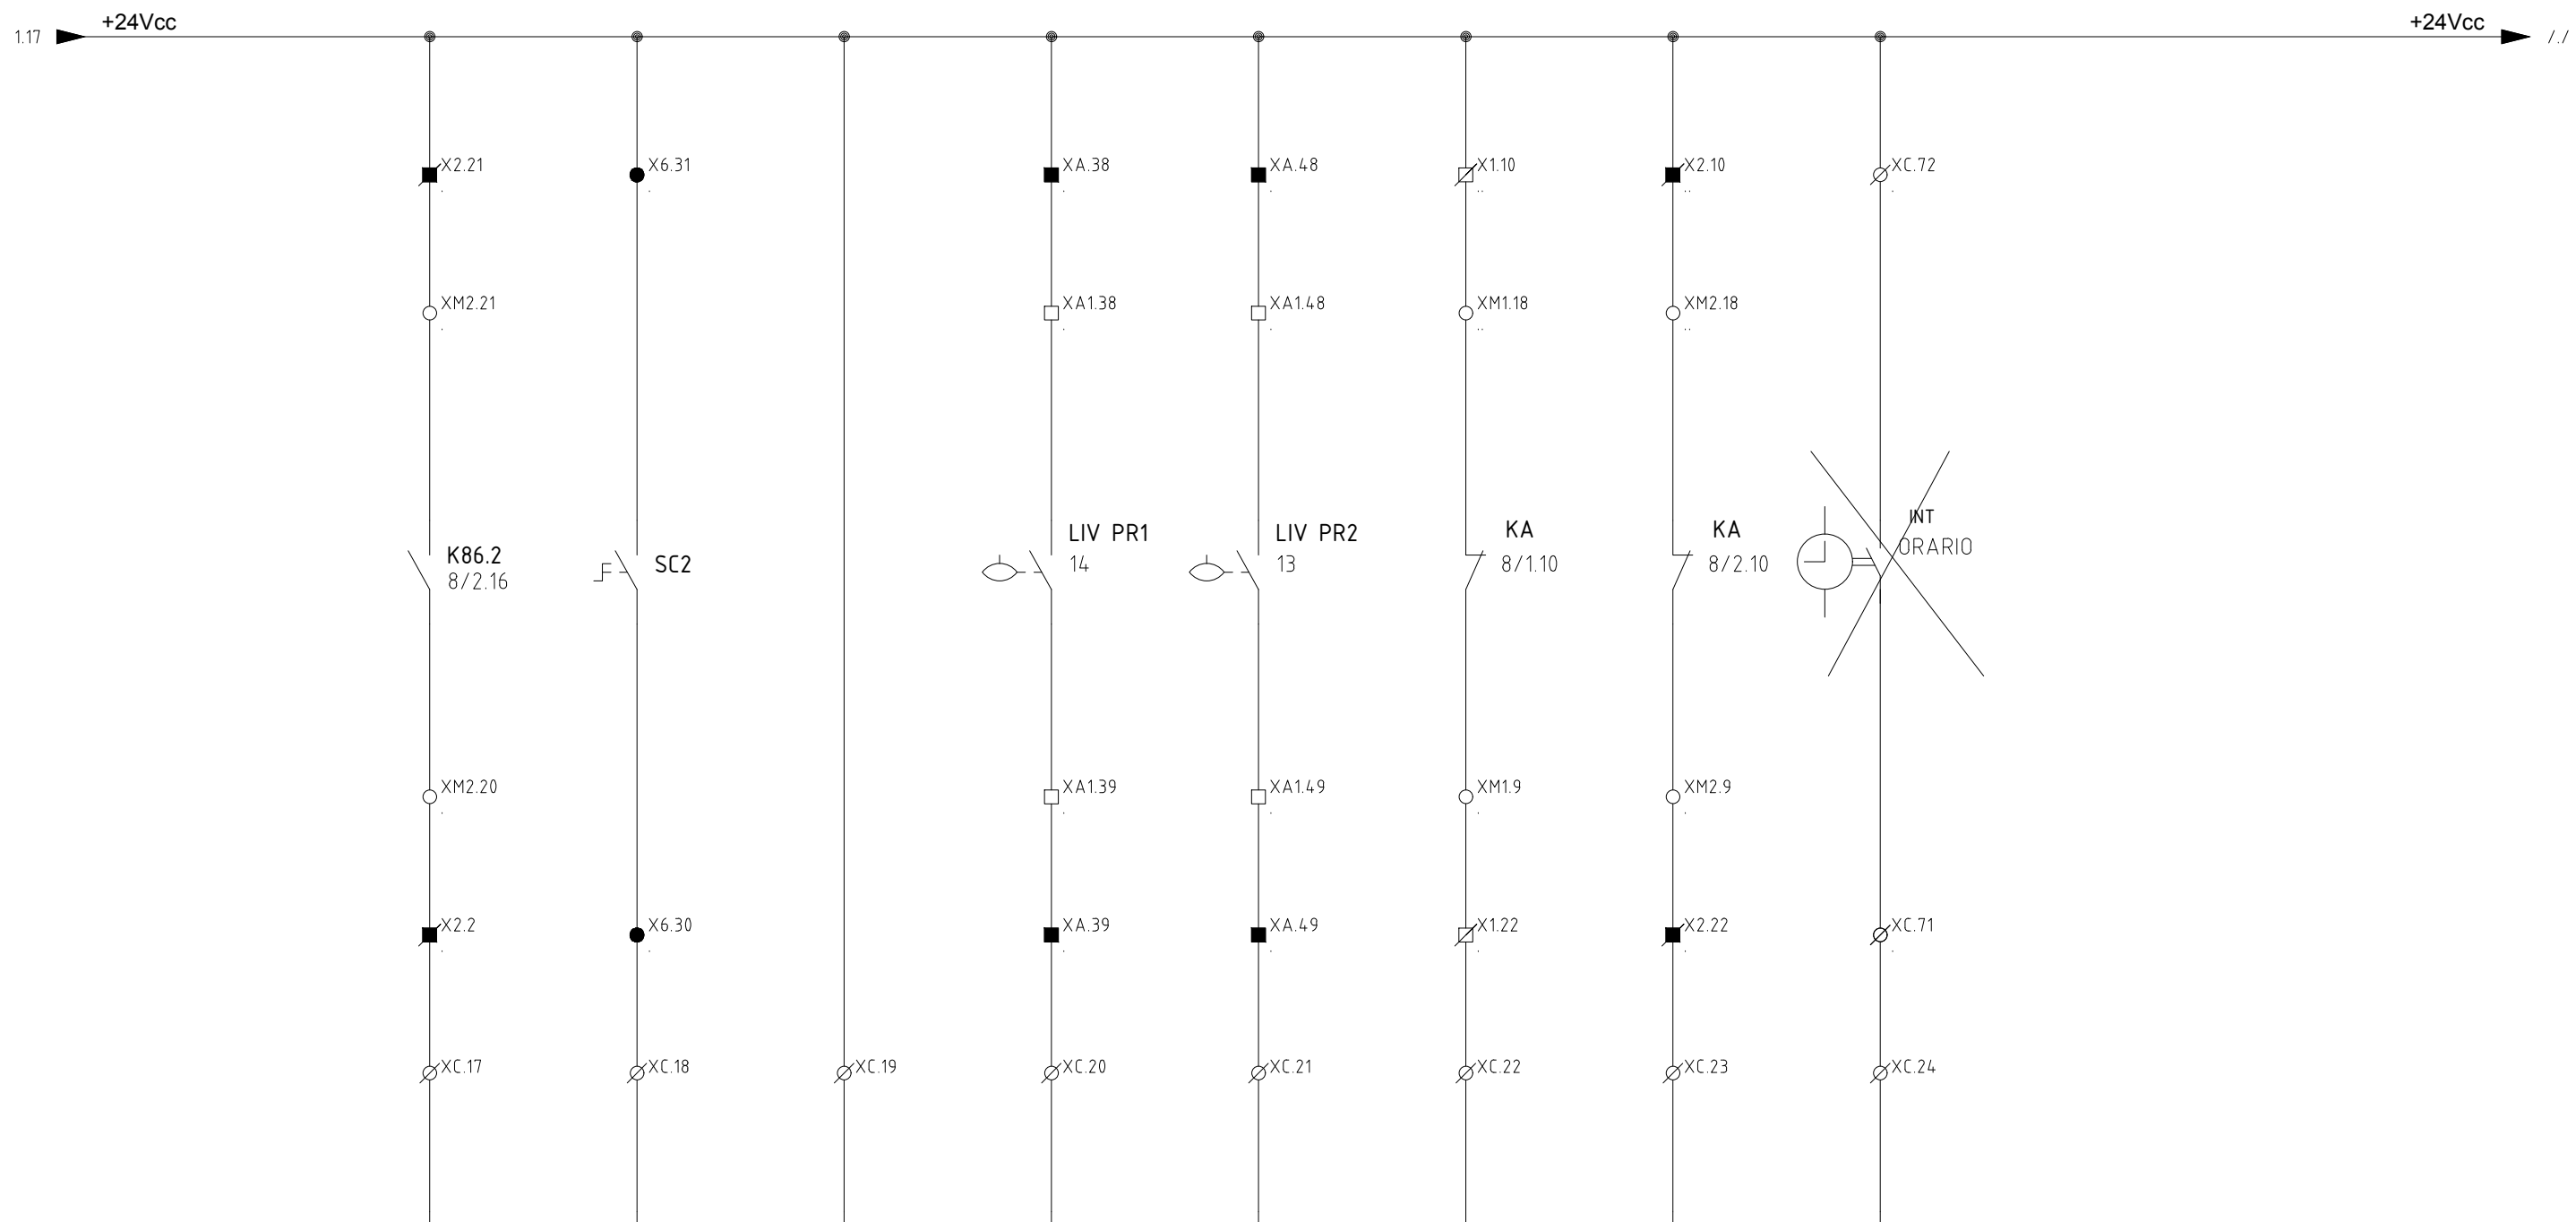 +24Vcc
+24Vcc
1.17
/./
X2.21
X6.31
XA.38
XA.48
X1.10
X2.10
XC.72
XM2.21
XA1.38
XA1.48
XM1.18
XM2.18
K86.2
8/2.16
SC2
LIV PR1
14
LIV PR2
13
KA
8/1.10
KA
8/2.10
INT
ORARIO
XM2.20
XA1.39
XA1.49
XM1.9
XM2.9
X2.2
X6.30
XA.39
XA.49
X1.22
X2.22
XC.71
XC.17
XC.18
XC.19
XC.20
XC.21
XC.22
XC.23
XC.24